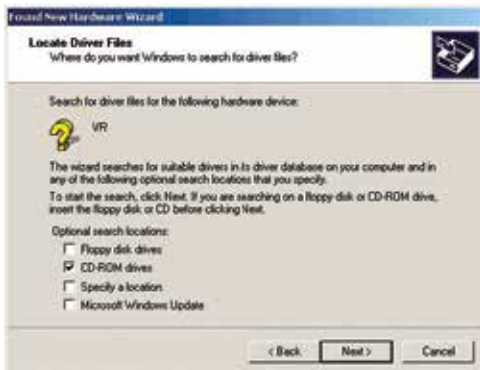 Found New Hardware Wizard
Locate Driver Files
Where do you want Windows to search for driver files?
Search for driver files for the following hardware device:
VR
The wizard searches for suitable drivers in its driver database on your computer and in
any of the following optional search locations that you specify.
To start the search, click Next. If you are searching on a floppy disk or CD-ROM drive,
insert the floppy disk or CD before clicking Next.
Optional search locations:
Floppy disk drives
CD-ROM drives
Specify a location
Microsoft Windows Update
< Back
Next >
Cancel